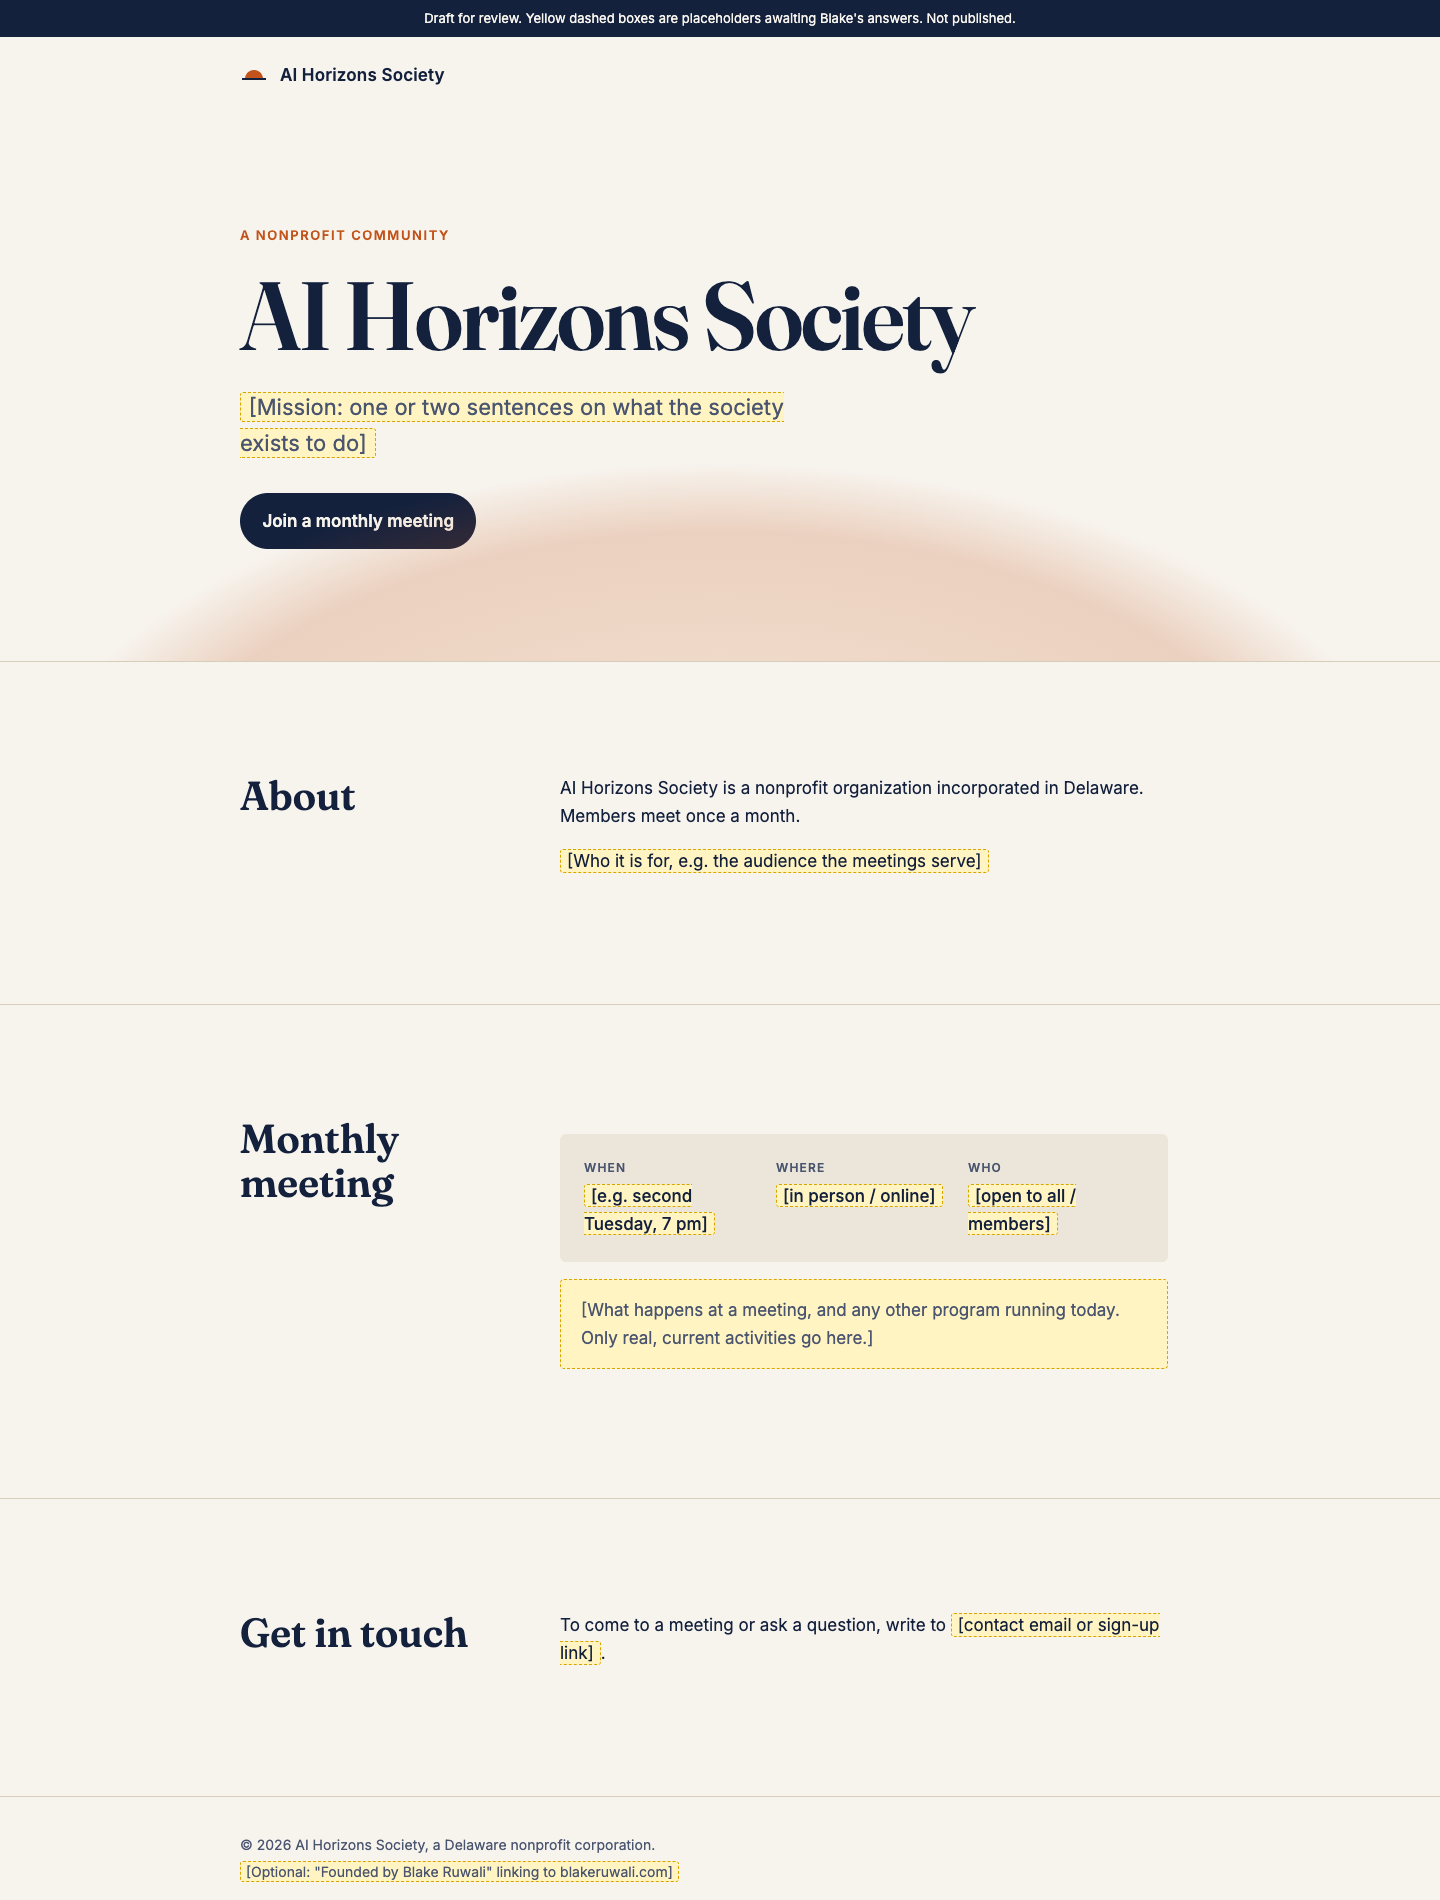 Draft for review. Yellow dashed boxes are placeholders awaiting Blake's answers. Not published.
AI Horizons Society
A NONPROFIT COMMUNITY
AI Horizons Society
[Mission: one or two sentences on what the society
exists to do]
Join a monthly meeting
About
AI Horizons Society is a nonprofit organization incorporated in Delaware.
Members meet once a month.
[Who it is for, e.g. the audience the meetings serve]
Monthly
meeting
WHEN
[e.g. second
Tuesday, 7 pm]
WHERE
[in person / online]
WHO
[open to all /
members]
[What happens at a meeting, and any other program running today.
Only real, current activities go here.]
Get in touch
To come to a meeting or ask a question, write to [contact email or sign-up
link] .
© 2026 AI Horizons Society, a Delaware nonprofit corporation.
[Optional: "Founded by Blake Ruwali" linking to blakeruwali.com]